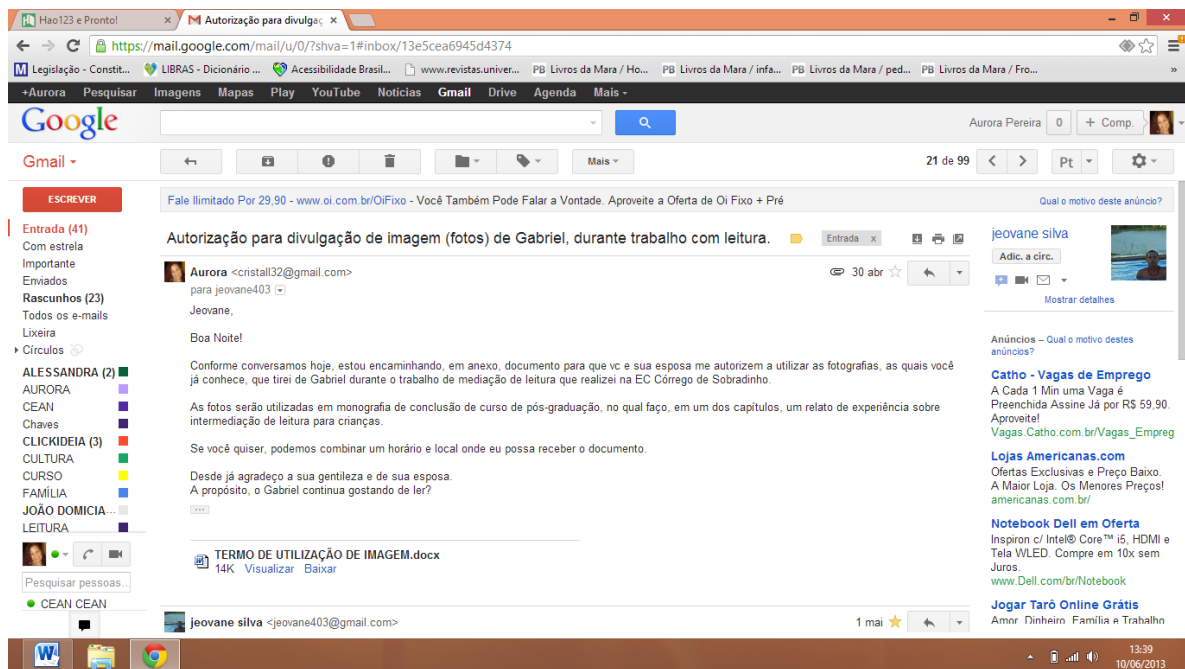 Hao123 e Pronto!
Autorização para divulgaç
https://mail.google.com/mail/u/0/?shva=1#inbox/13e5cea6945d4374
Legislação - Constit... LIBRAS - Dicionário ... Acessibilidade Brasil... www.revistas.univer... PB Livros da Mara / Ho... PB Livros da Mara / infa... PB Livros da Mara / ped... PB Livros da Mara / Fro... »
+Aurora Pesquisar Imagens Mapas Play YouTube Notícias Gmail Drive Agenda Mais
Google
Aurora Pereira 0 + Comp.
Gmail
Mais
21 de 99
Pt
ESCREVER
Fale Ilimitado Por 29,90 - www.oi.com.br/OiFixo - Você Também Pode Falar a Vontade. Aproveite a Oferta de Oi Fixo + Pré
Qual o motivo deste anúncio?
Entrada (41)
Com estrela
Importante
Enviados
Rascunhos (23)
Todos os e-mails
Lixeira
Círculos
ALESSANDRA (2)
AURORA
CEAN
Chaves
CLICKIDEIA (3)
CULTURA
CURSO
FAMÍLIA
JOÃO DOMICIA...
LEITURA
Pesquisar pessoas...
CEAN CEAN
Autorização para divulgação de imagem (fotos) de Gabriel, durante trabalho com leitura.
Entrada x
Aurora <cristall32@gmail.com>
30 abr
para jeovane403
Jeovane,
Boa Noite!
Conforme conversamos hoje, estou encaminhando, em anexo, documento para que vc e sua esposa me autorizem a utilizar as fotografias, as quais você
já conhece, que tirei de Gabriel durante o trabalho de mediação de leitura que realizei na EC Córrego de Sobradinho.
As fotos serão utilizadas em monografia de conclusão de curso de pós-graduação, no qual faço, em um dos capítulos, um relato de experiência sobre
intermediação de leitura para crianças.
Se você quiser, podemos combinar um horário e local onde eu possa receber o documento.
Desde já agradeço a sua gentileza e de sua esposa.
A propósito, o Gabriel continua gostando de ler?
...
TERMO DE UTILIZAÇÃO DE IMAGEM.docx
14K Visualizar Baixar
jeovane silva <jeovane403@gmail.com>
1 mai
jeovane silva
Adic. a circ.
Mostrar detalhes
Anúncios – Qual o motivo destes
anúncios?
Catho - Vagas de Emprego
A Cada 1 Min uma Vaga é
Preenchida Assine Já por R$ 59,90.
Aproveite!
Vagas.Catho.com.br/Vagas_Empreg
Lojas Americanas.com
Ofertas Exclusivas e Preço Baixo.
A Maior Loja. Os Menores Preços!
americanas.com.br/
Notebook Dell em Oferta
Inspiron c/ Intel® Core™ i5, HDMI e
Tela WLED. Compre em 10x sem
Juros.
www.Dell.com/br/Notebook
Jogar Tarô Online Grátis
Amor, Dinheiro, Família e Trabalho
13:39
10/06/2013